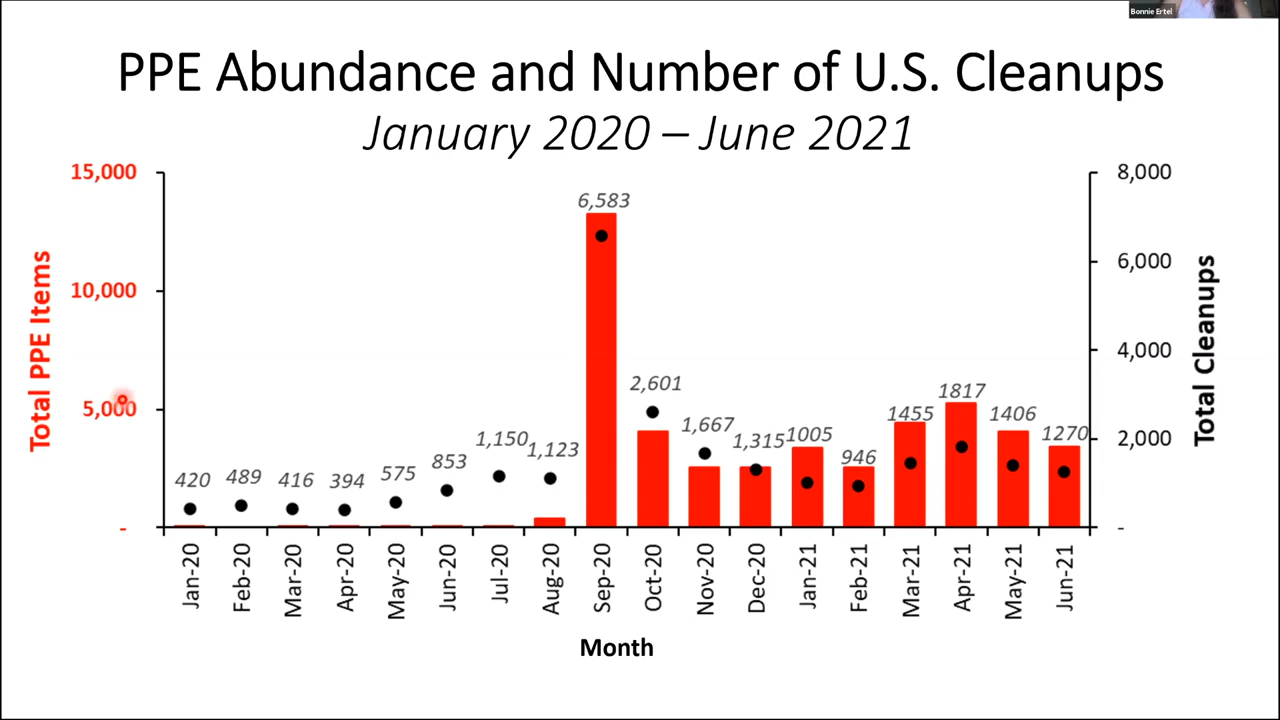 Bonnie Ertel
PPE Abundance and Number of U.S. Cleanups
January 2020 – June 2021
Total PPE Items
15,000
10,000
5,000
-
6,583
2,601
1,667
1,315
1005
946
1455
1817
1406
1270
420
489
416
394
575
853
1,150
1,123
8,000
6,000
4,000
2,000
-
Total Cleanups
Jan-20
Feb-20
Mar-20
Apr-20
May-20
Jun-20
Jul-20
Aug-20
Sep-20
Oct-20
Nov-20
Dec-20
Jan-21
Feb-21
Mar-21
Apr-21
May-21
Jun-21
Month